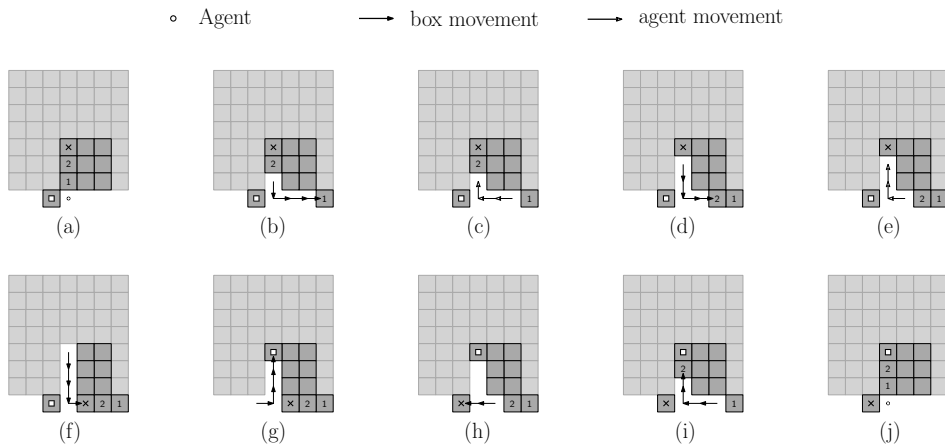 Agent box movement agent movement
2
1
(a)
2
1
(b)
2
1
(c)
2 1
(d)
2 1
(e)
2 1
(f)
2 1
(g)
2 1
(h)
2
1
(i)
2
1
(j)